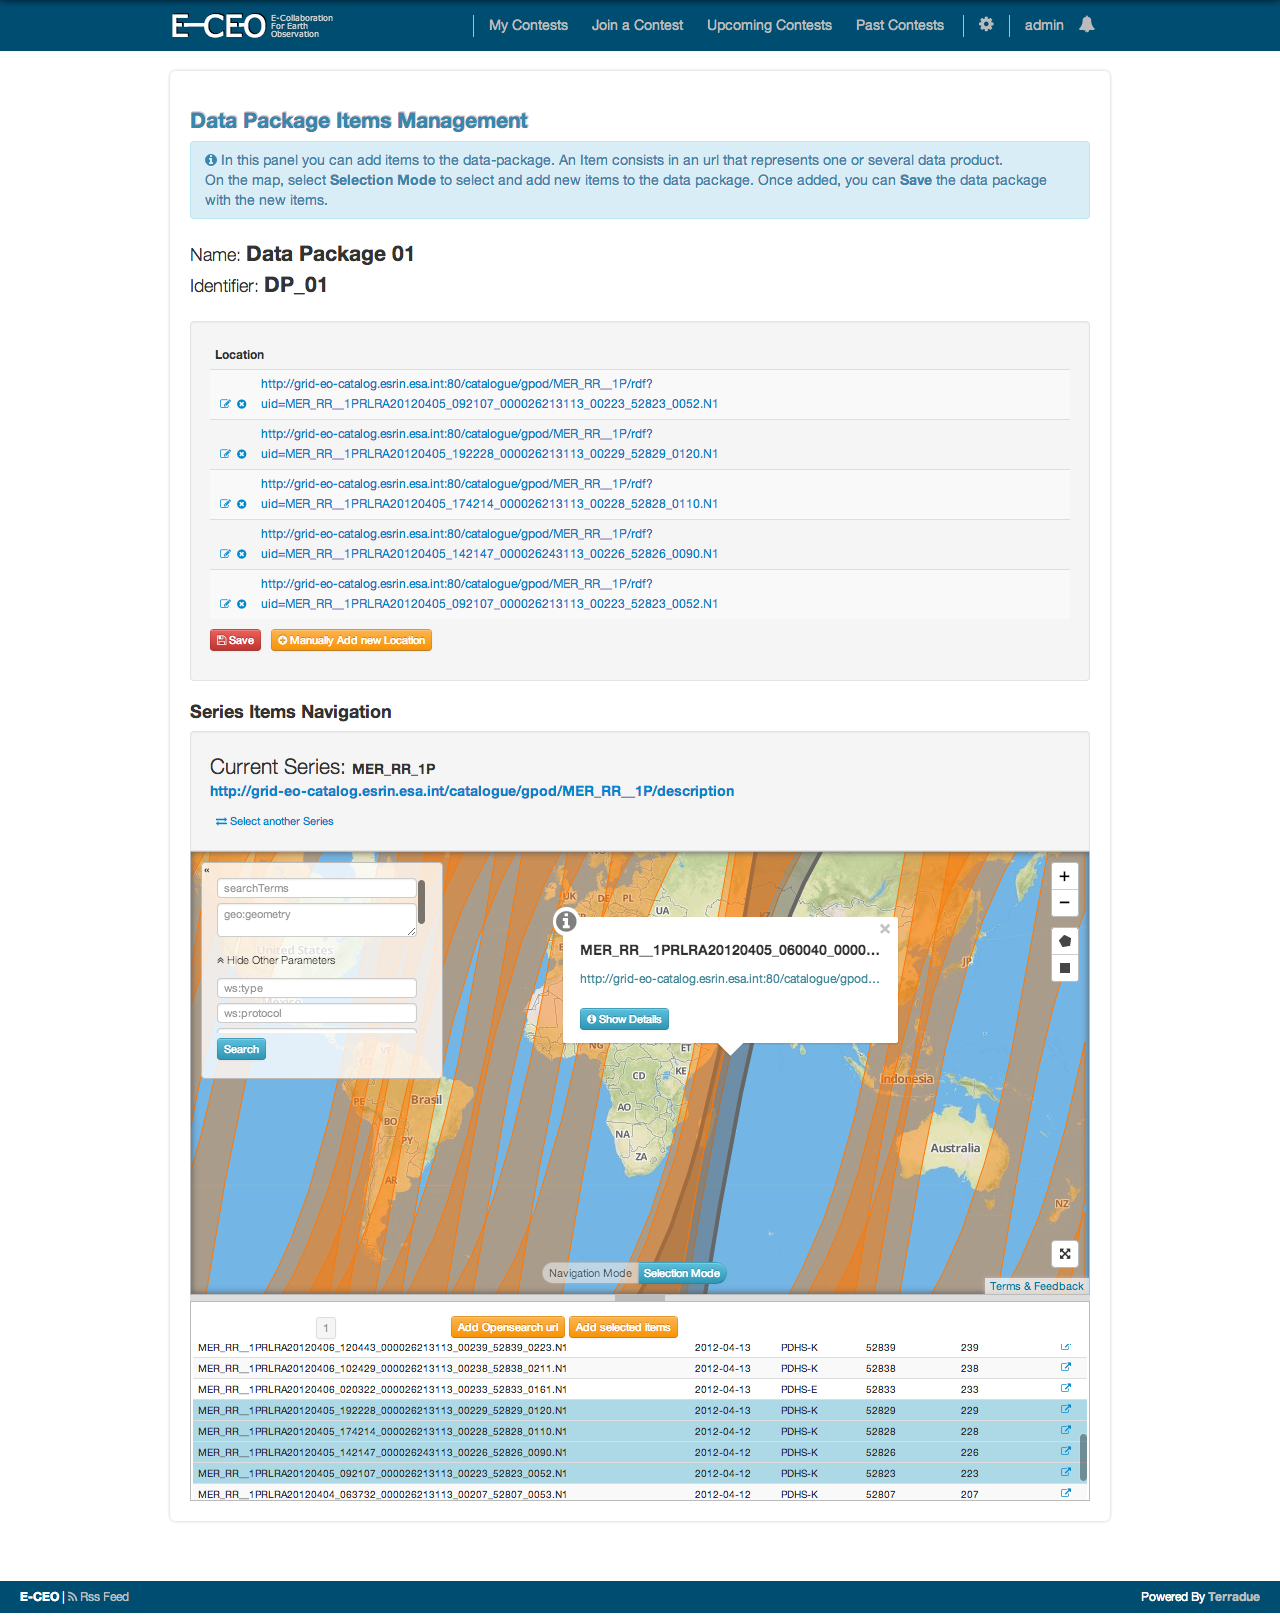 E-CEO E-Collaboration
For Earth
Observation
My Contests Join a Contest Upcoming Contests Past Contests admin
Data Package Items Management
In this panel you can add items to the data-package. An Item consists in an url that represents one or several data product.
On the map, select Selection Mode to select and add new items to the data package. Once added, you can Save the data package
with the new items.
Name: Data Package 01
Identifier: DP_01
Location
http://grid-eo-catalog.esrin.esa.int:80/catalogue/gpod/MER_RR__1P/rdf?
uid=MER_RR__1PRLRA20120405_092107_000026213113_00223_52823_0052.N1
http://grid-eo-catalog.esrin.esa.int:80/catalogue/gpod/MER_RR__1P/rdf?
uid=MER_RR__1PRLRA20120405_192228_000026213113_00229_52829_0120.N1
http://grid-eo-catalog.esrin.esa.int:80/catalogue/gpod/MER_RR__1P/rdf?
uid=MER_RR__1PRLRA20120405_174214_000026213113_00228_52828_0110.N1
http://grid-eo-catalog.esrin.esa.int:80/catalogue/gpod/MER_RR__1P/rdf?
uid=MER_RR__1PRLRA20120405_142147_000026243113_00226_52826_0090.N1
http://grid-eo-catalog.esrin.esa.int:80/catalogue/gpod/MER_RR__1P/rdf?
uid=MER_RR__1PRLRA20120405_092107_000026213113_00223_52823_0052.N1
Save Manually Add new Location
Series Items Navigation
Current Series: MER_RR_1P
http://grid-eo-catalog.esrin.esa.int/catalogue/gpod/MER_RR__1P/description
Select another Series
«
searchTerms
geo:geometry
United States
Hide Other Parameters
ws:type
Mexico
ws:protocol
Search
UK DE PL
UA
KZ
JP
MER_RR__1PRLRA20120405_060040_0000...
http://grid-eo-catalog.esrin.esa.int:80/catalogue/gpod...
Show Details
+
−
VE
CO
NG
ET
KE
CD
Indonesia
PE
Brasil
AO
BO
NA
PY
Australia
ZA
AR
NZ
Navigation Mode Selection Mode
Terms & Feedback
1 Add Opensearch url Add selected items
MER_RR__1PRLRA20120406_120443_000026213113_00239_52839_0223.N1 2012-04-13 PDHS-K 52839 239
MER_RR__1PRLRA20120406_102429_000026213113_00238_52838_0211.N1 2012-04-13 PDHS-K 52838 238
MER_RR__1PRLRA20120406_020322_000026213113_00233_52833_0161.N1 2012-04-13 PDHS-E 52833 233
MER_RR__1PRLRA20120405_192228_000026213113_00229_52829_0120.N1 2012-04-13 PDHS-K 52829 229
MER_RR__1PRLRA20120405_174214_000026213113_00228_52828_0110.N1 2012-04-12 PDHS-K 52828 228
MER_RR__1PRLRA20120405_142147_000026243113_00226_52826_0090.N1 2012-04-12 PDHS-K 52826 226
MER_RR__1PRLRA20120405_092107_000026213113_00223_52823_0052.N1 2012-04-12 PDHS-K 52823 223
MER_RR__1PRLRA20120404_063732_000026213113_00207_52807_0053.N1 2012-04-12 PDHS-K 52807 207
E-CEO | Rss Feed
Powered By Terradue